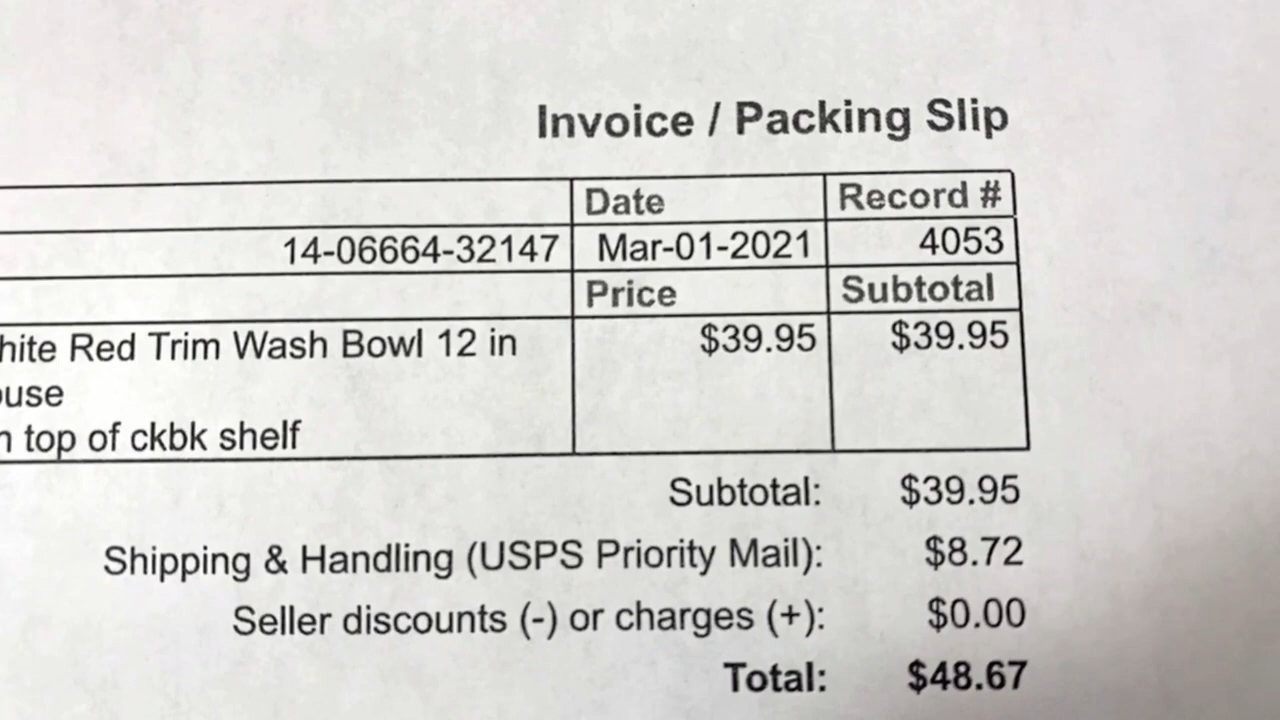 Invoice / Packing Slip
Date Record #
14-06664-32147 Mar-01-2021 4053
Price Subtotal
Red Trim Wash Bowl 12 in $39.95 $39.95
top of ckbk shelf
Subtotal: $39.95
Shipping & Handling (USPS Priority Mail): $8.72
Seller discounts (-) or charges (+): $0.00
Total: $48.67